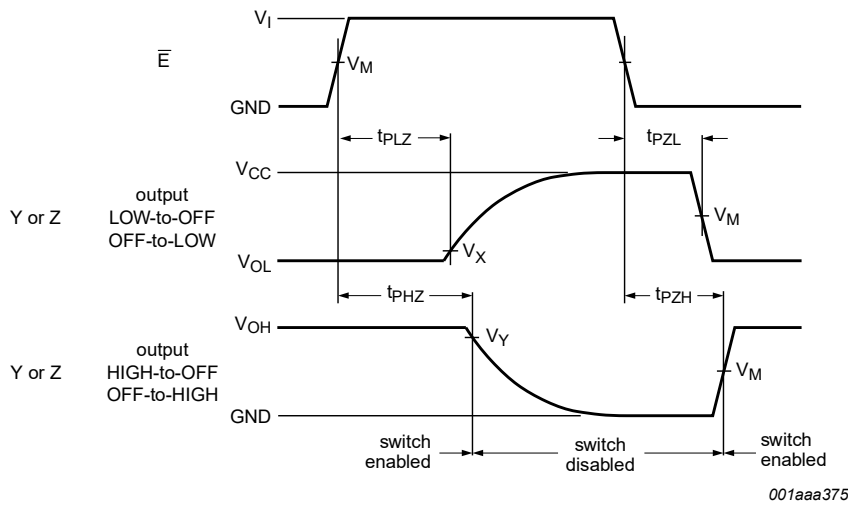 V_I
E̅
V_M
GND
t_PLZ
t_PZL
V_CC
output
Y or Z LOW-to-OFF
OFF-to-LOW
V_M
V_X
V_OL
t_PHZ
t_PZH
V_OH
V_Y
output
Y or Z HIGH-to-OFF
OFF-to-HIGH
V_M
GND
switch enabled
switch disabled
switch enabled
001aaa375